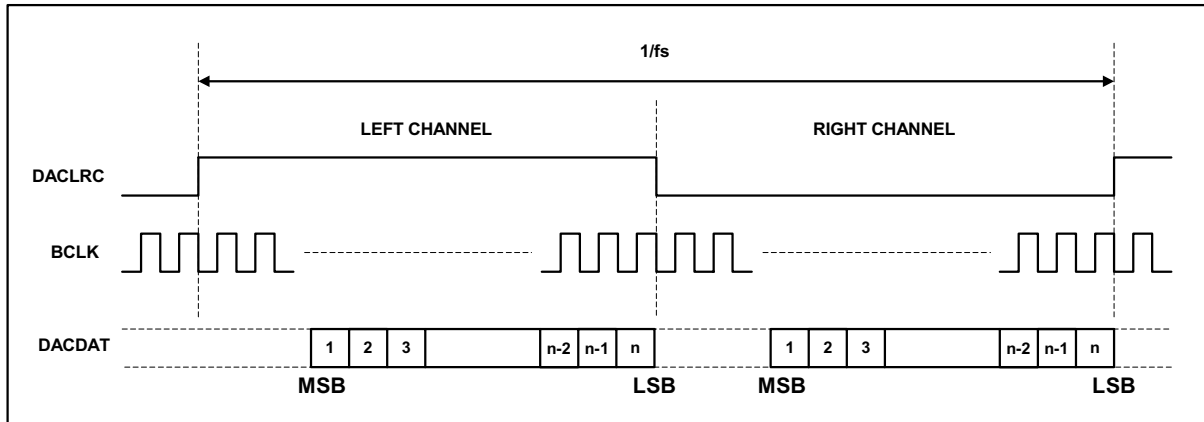 1/fs
LEFT CHANNEL RIGHT CHANNEL
DACLRC
BCLK
DACDAT
1 2 3 n-2 n-1 n 1 2 3 n-2 n-1 n
MSB LSB MSB LSB